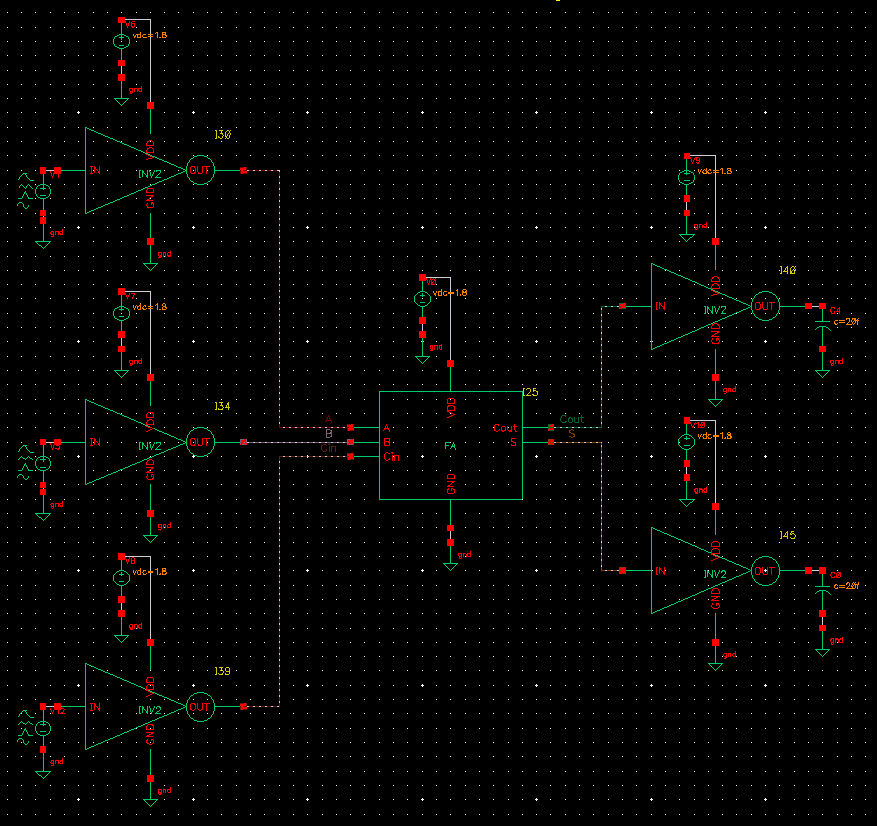 V6
vdc=1.8
gnd
I30
VDD
IN
INV2
OUT
GND
gnd
gnd
V7
vdc=1.8
gnd
I34
VDD
IN
INV2
OUT
GND
gnd
gnd
V8
vdc=1.8
gnd
I39
VDD
IN
INV2
OUT
GND
gnd
gnd
vdc=1.8
gnd
I25
VDD
A
B
Cin
A
B
Cin
FA
Cout
S
Cout
S
GND
gnd
V9
vdc=1.8
gnd
I40
VDD
IN
INV2
OUT
GND
gnd
c=20f
gnd
V10
vdc=1.8
gnd
I45
VDD
IN
INV2
OUT
GND
gnd
c=20f
gnd